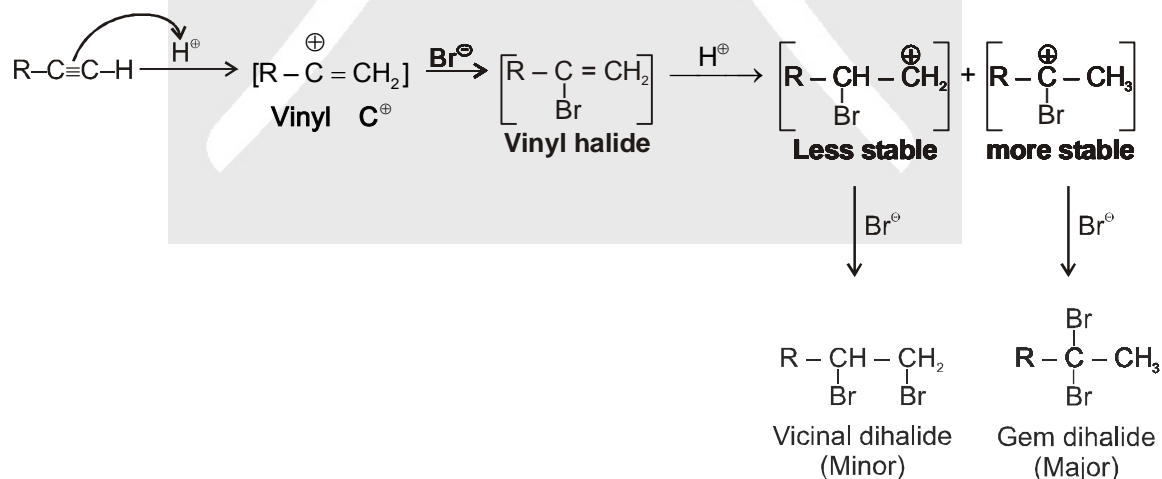 R–C≡C–H
H⊕
⊕
[R – C = CH₂]
Vinyl C⊕
Br⊖
R – C = CH₂
Br
Vinyl halide
H⊕
R – CH – CH₂
⊕
Br
Less stable
+
R – C – CH₃
⊕
Br
more stable
Br⊖
Br⊖
R – CH – CH₂
Br Br
Vicinal dihalide
(Minor)
Br
R – C – CH₃
Br
Gem dihalide
(Major)